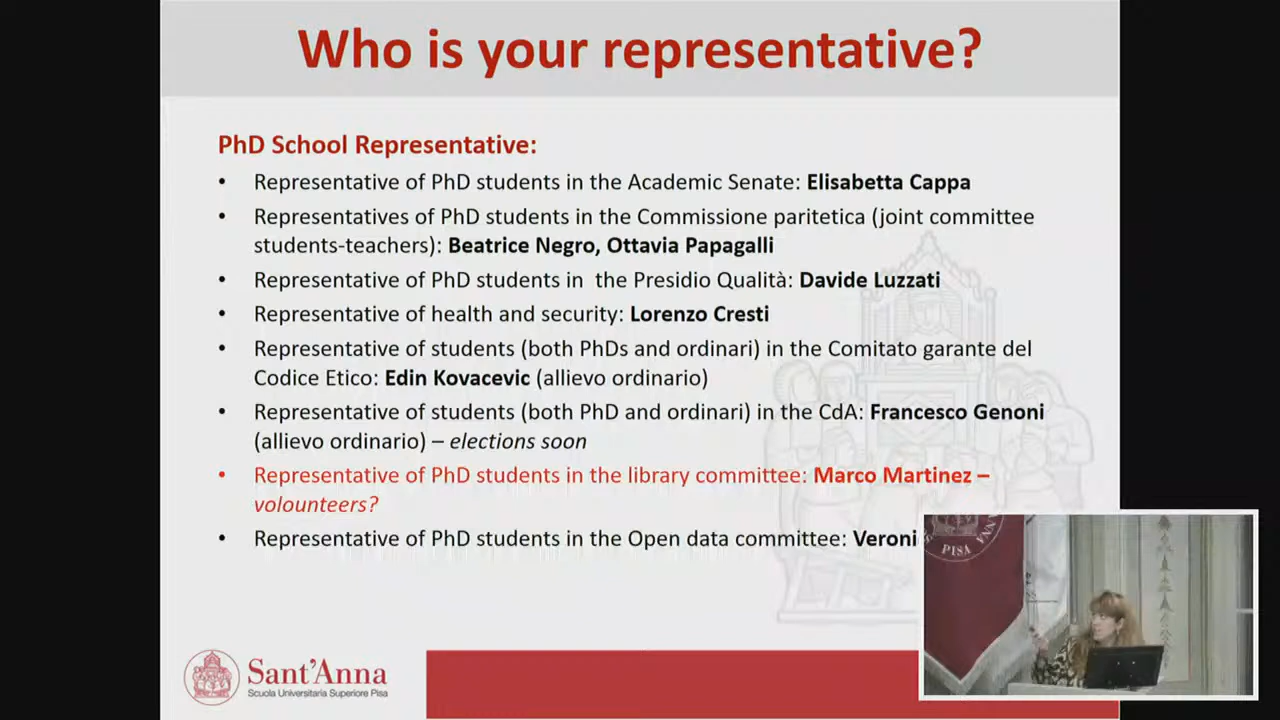 Who is your representative?
PhD School Representative:
• Representative of PhD students in the Academic Senate: Elisabetta Cappa
• Representatives of PhD students in the Commissione paritetica (joint committee
students-teachers): Beatrice Negro, Ottavia Papagalli
• Representative of PhD students in the Presidio Qualità: Davide Luzzati
• Representative of health and security: Lorenzo Cresti
• Representative of students (both PhDs and ordinari) in the Comitato garante del
Codice Etico: Edin Kovacevic (allievo ordinario)
• Representative of students (both PhD and ordinari) in the CdA: Francesco Genoni
(allievo ordinario) – elections soon
• Representative of PhD students in the library committee: Marco Martinez –
volounteers?
• Representative of PhD students in the Open data committee: Veroni
PISA
Sant'Anna
Scuola Universitaria Superiore Pisa